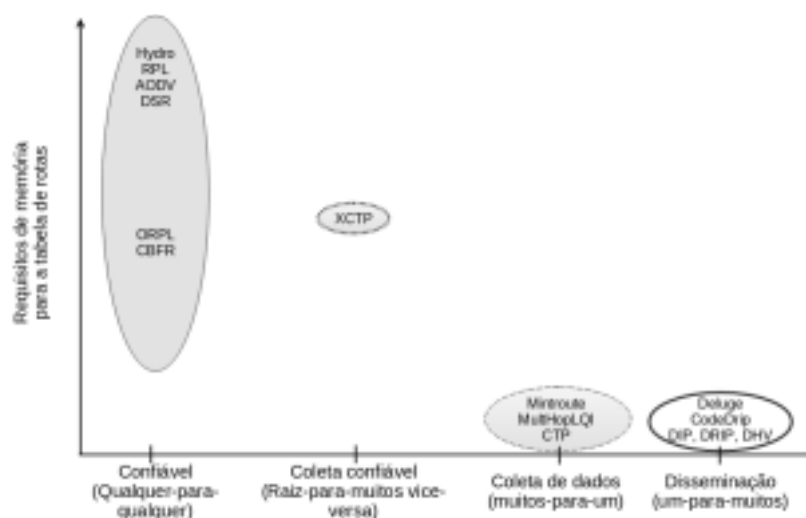 Requisitos de memória
para a tabela de rotas
Hydro
RPL
AODV
DSR
ORPL
CBFR
XCTP
Mintroute
MultHopLQI
CTP
Deluge
CodeDrip
DIP, DRIP, DHV
Confiável
(Qualquer-para-
qualquer)
Coleta confiável
(Raiz-para-muitos vice-
versa)
Coleta de dados
(muitos-para-um)
Disseminação
(um-para-muitos)